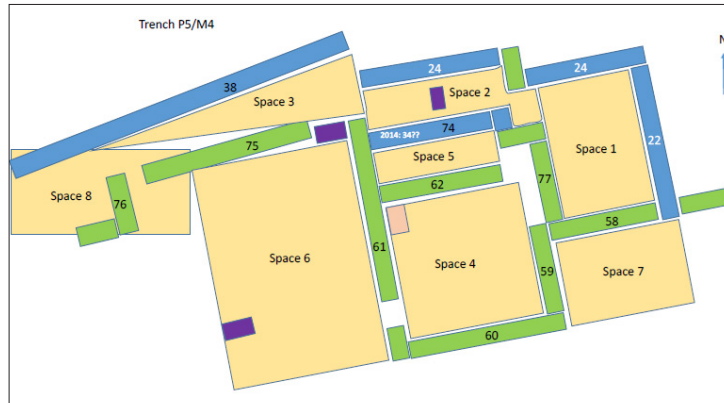 Trench P5/M4
N
38
24
24
Space 3
Space 2
22
2014: 34??
74
75
Space 5
Space 1
62
77
Space 8
76
58
61
Space 6
Space 4
59
Space 7
60